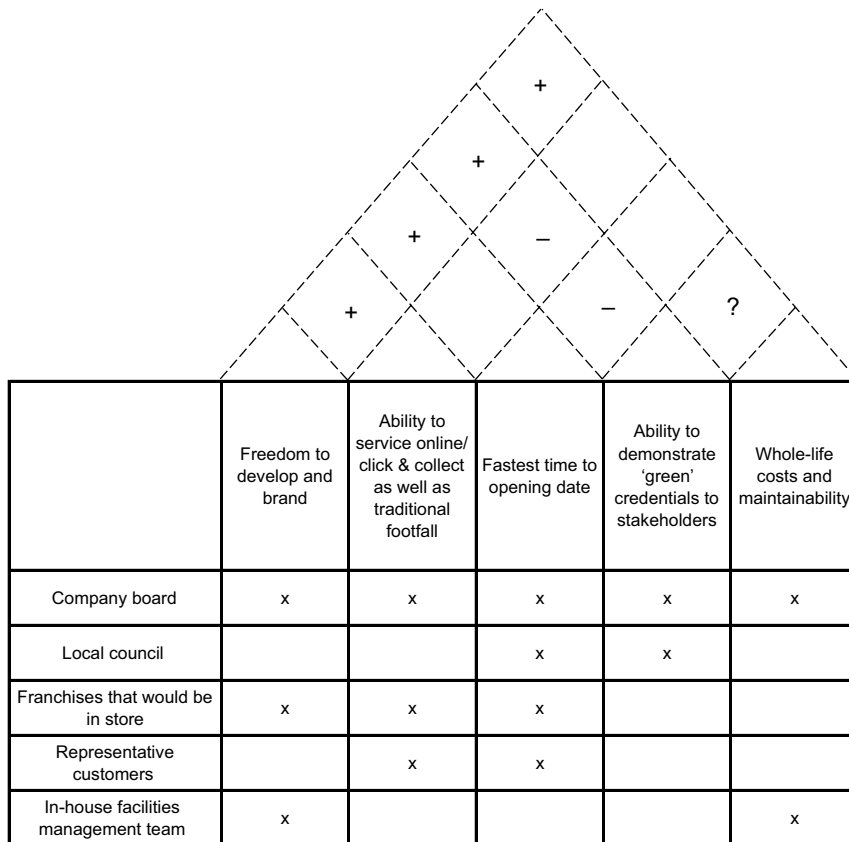 +
+
+
–
+
–
?
Freedom to
develop and
brand
Ability to
service online/
click & collect
as well as
traditional
footfall
Fastest time to
opening date
Ability to
demonstrate
‘green’
credentials to
stakeholders
Whole-life
costs and
maintainability
Company board
x
x
x
x
x
Local council
x
x
Franchises that would be
in store
x
x
x
Representative
customers
x
x
In-house facilities
management team
x
x